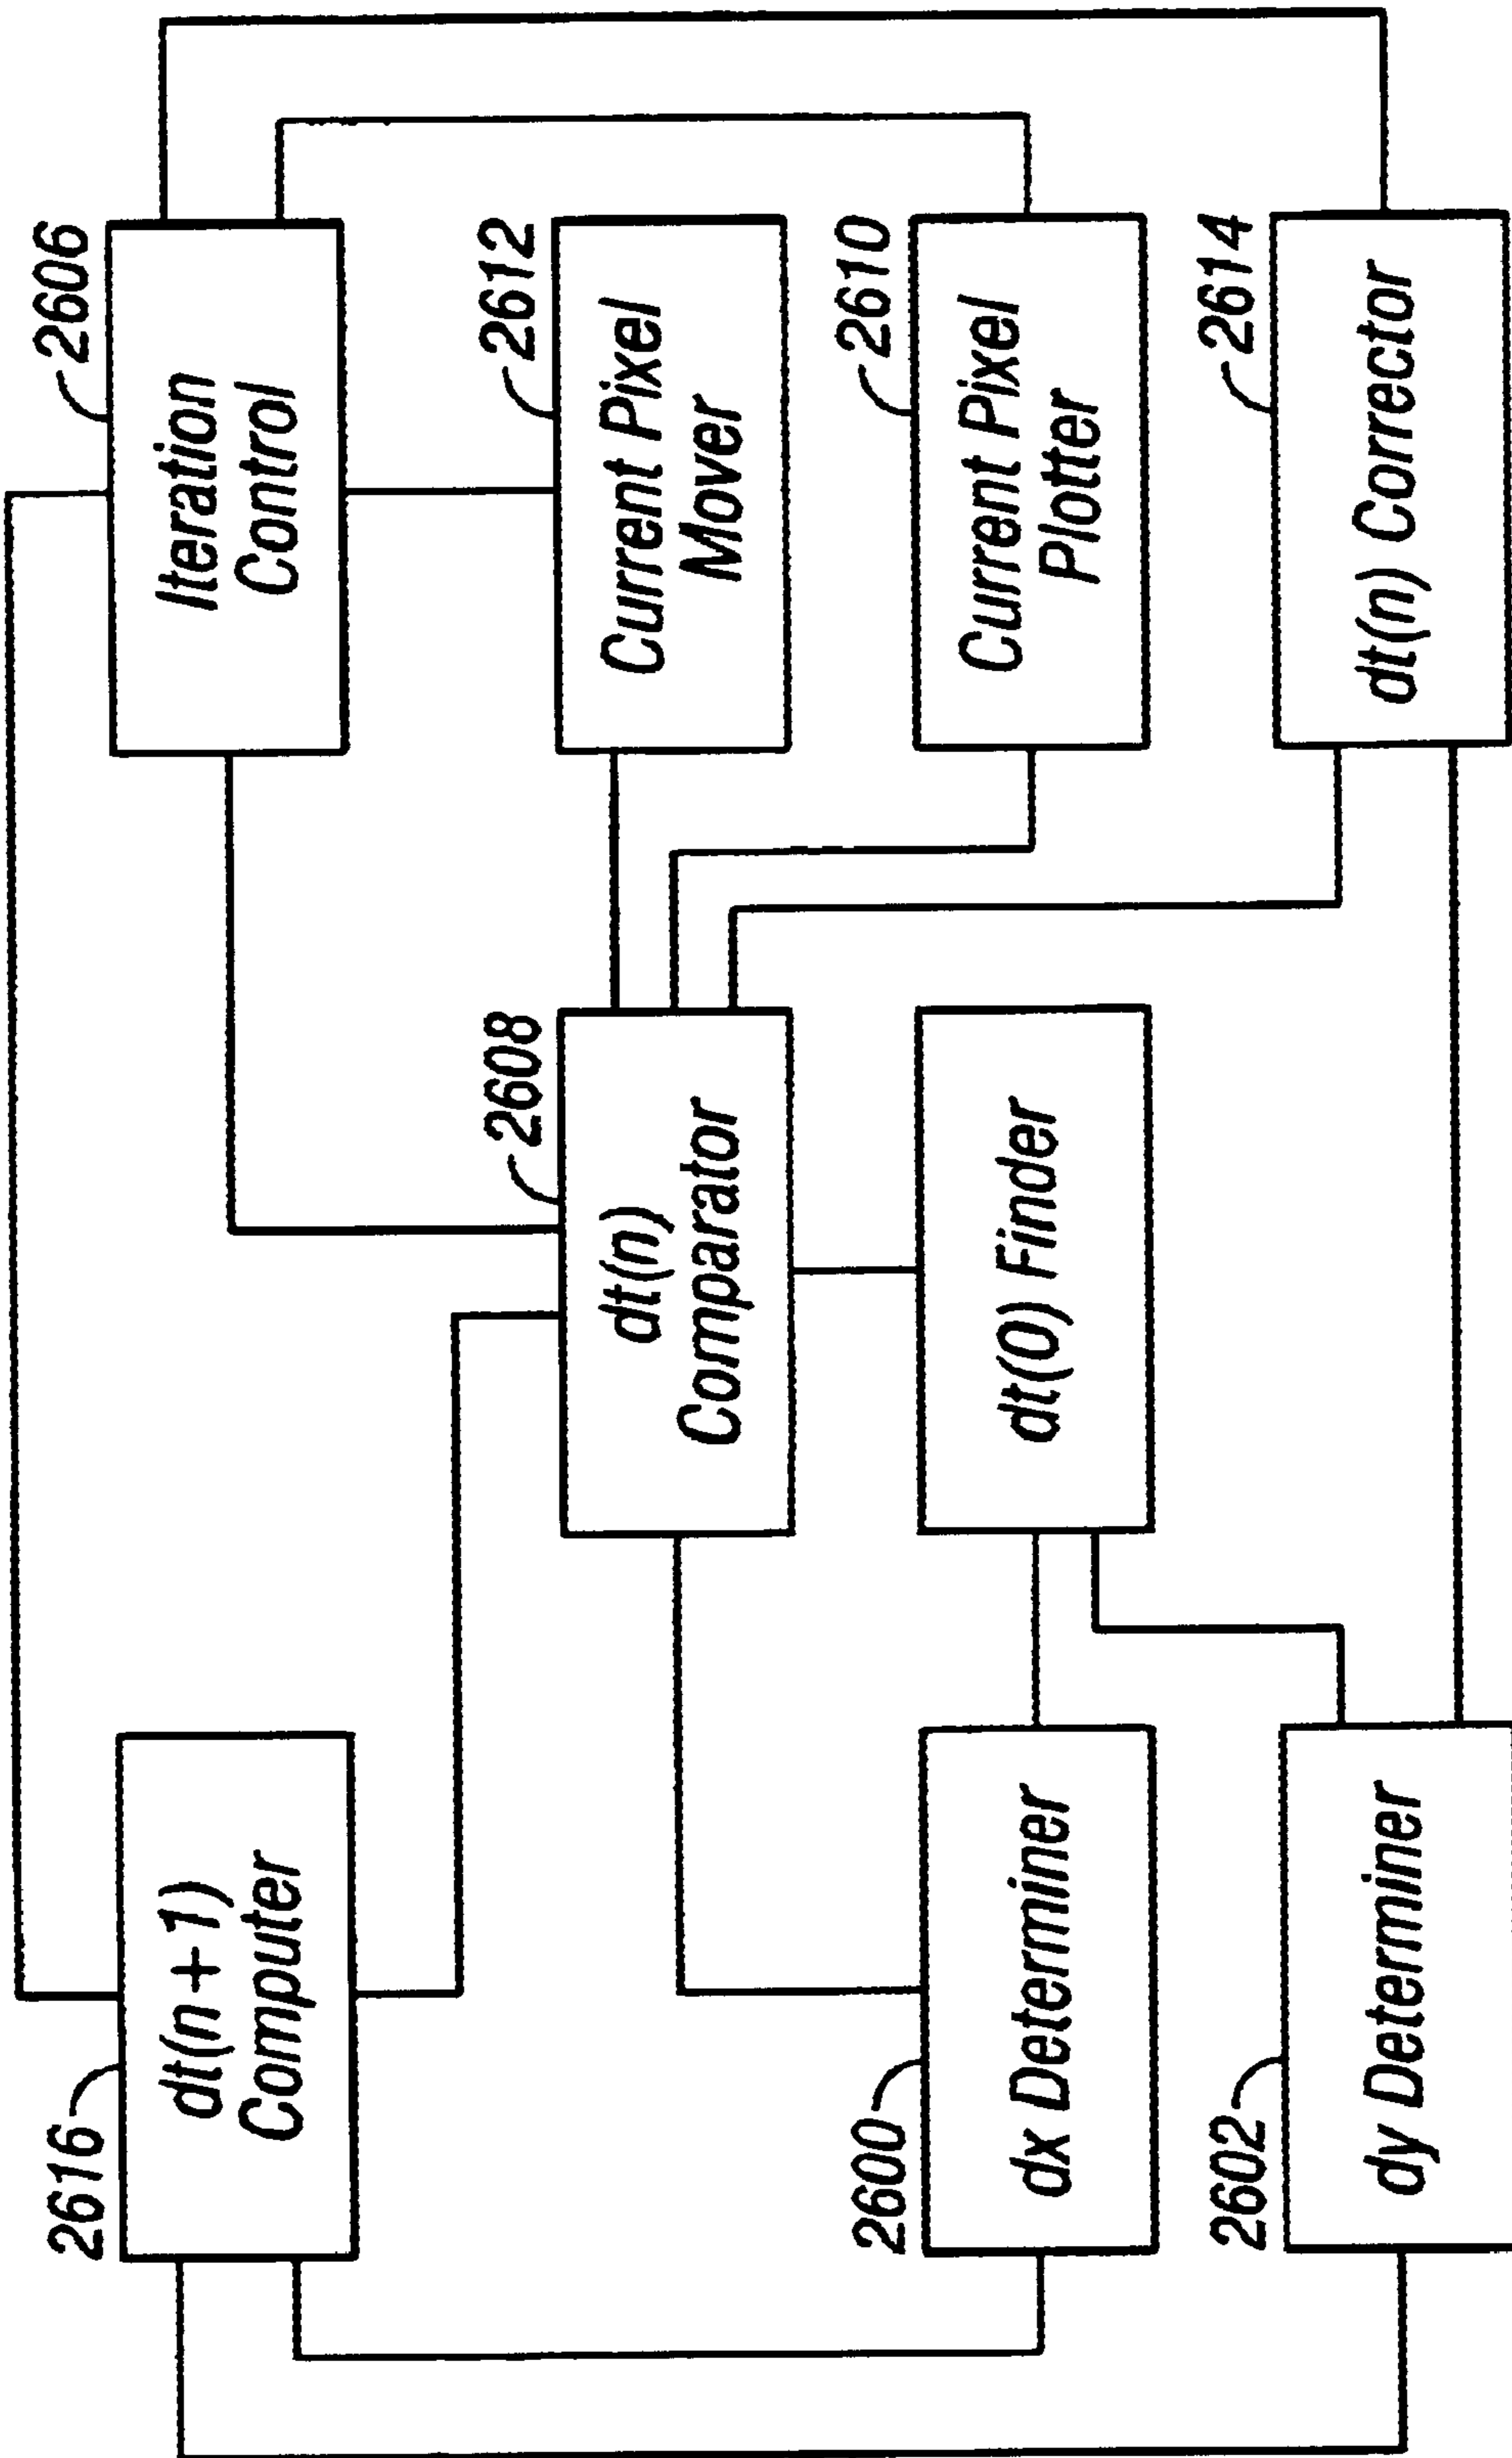 2616
dt(n+1)
Computer
2606
Iteration
Control
2608
dt(n)
Comparator
2612
Current Pixel
Mover
2600
dx Determiner
dt(0) Finder
2610
Current Pixel
Plotter
2602
dy Determiner
2614
dt(n) Corrector